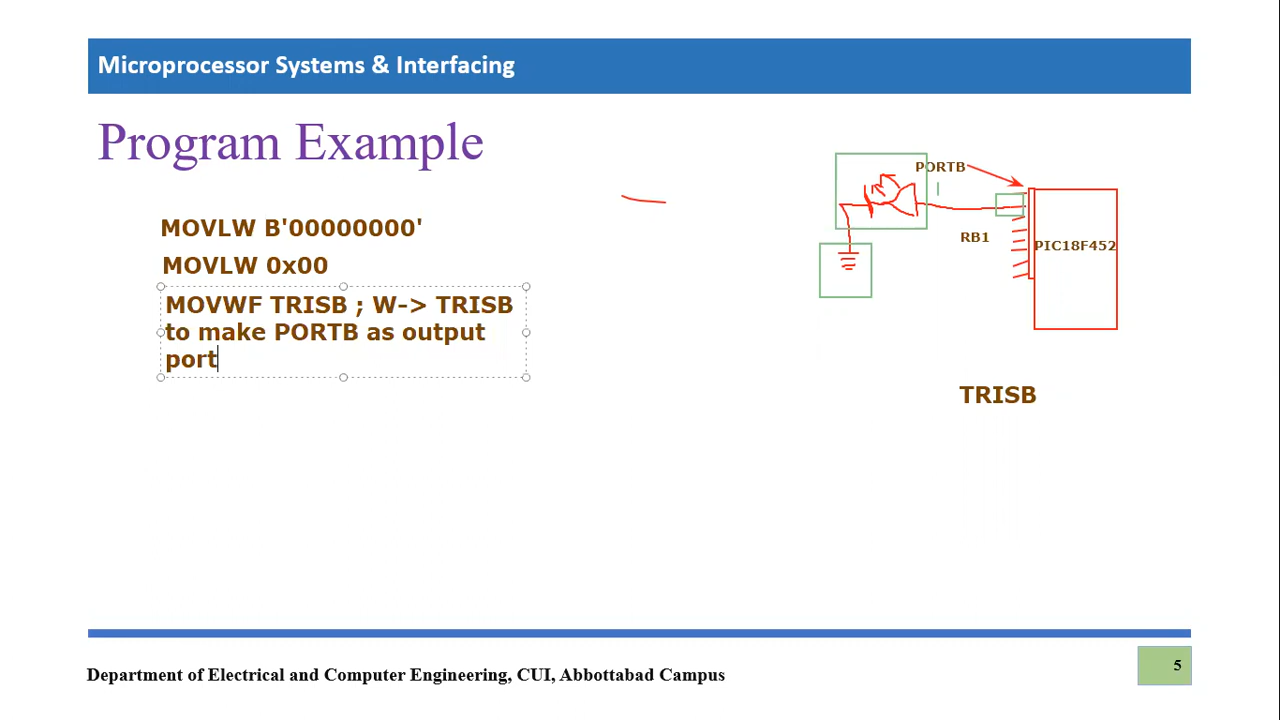 Microprocessor Systems & Interfacing
Program Example
MOVLW B'00000000'
MOVLW 0x00
MOVWF TRISB ; W-> TRISB
to make PORTB as output
port
PORTB
RB1
PIC18F452
TRISB
Department of Electrical and Computer Engineering, CUI, Abbottabad Campus
5